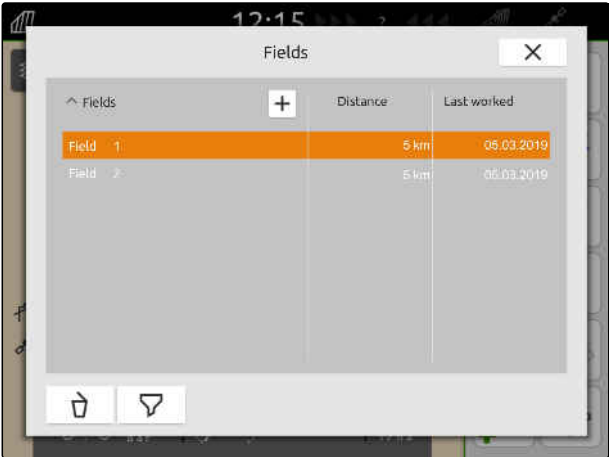 12:15
Fields
Fields Distance Last worked
Field 1 5 km 05.03.2019
Field 2 5 km 05.03.2019